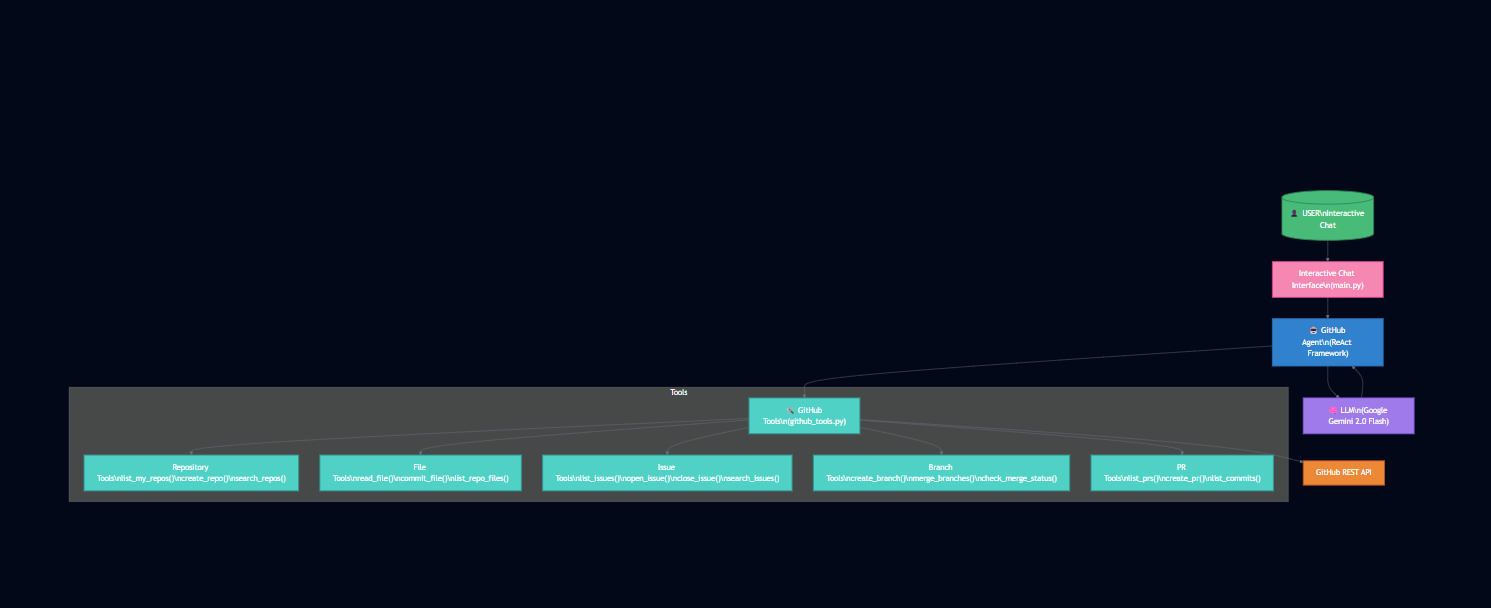 👤 USER\nInteractive
Chat
Interactive Chat
Interface\n(main.py)
🤖 GitHub
Agent\n(ReAct
Framework)
Tools
🔧 GitHub
Tools\n(github_tools.py)
🧠 LLM\n(Google
Gemini 2.0 Flash)
Repository
Tools\nlist_my_repos()\ncreate_repo()\nsearch_repos()
File
Tools\nread_file()\ncommit_file()\nlist_repo_files()
Issue
Tools\nlist_issues()\nopen_issue()\nclose_issue()\nsearch_issues()
Branch
Tools\ncreate_branch()\nmerge_branches()\ncheck_merge_status()
PR
Tools\nlist_prs()\ncreate_pr()\nlist_commits()
GitHub REST API